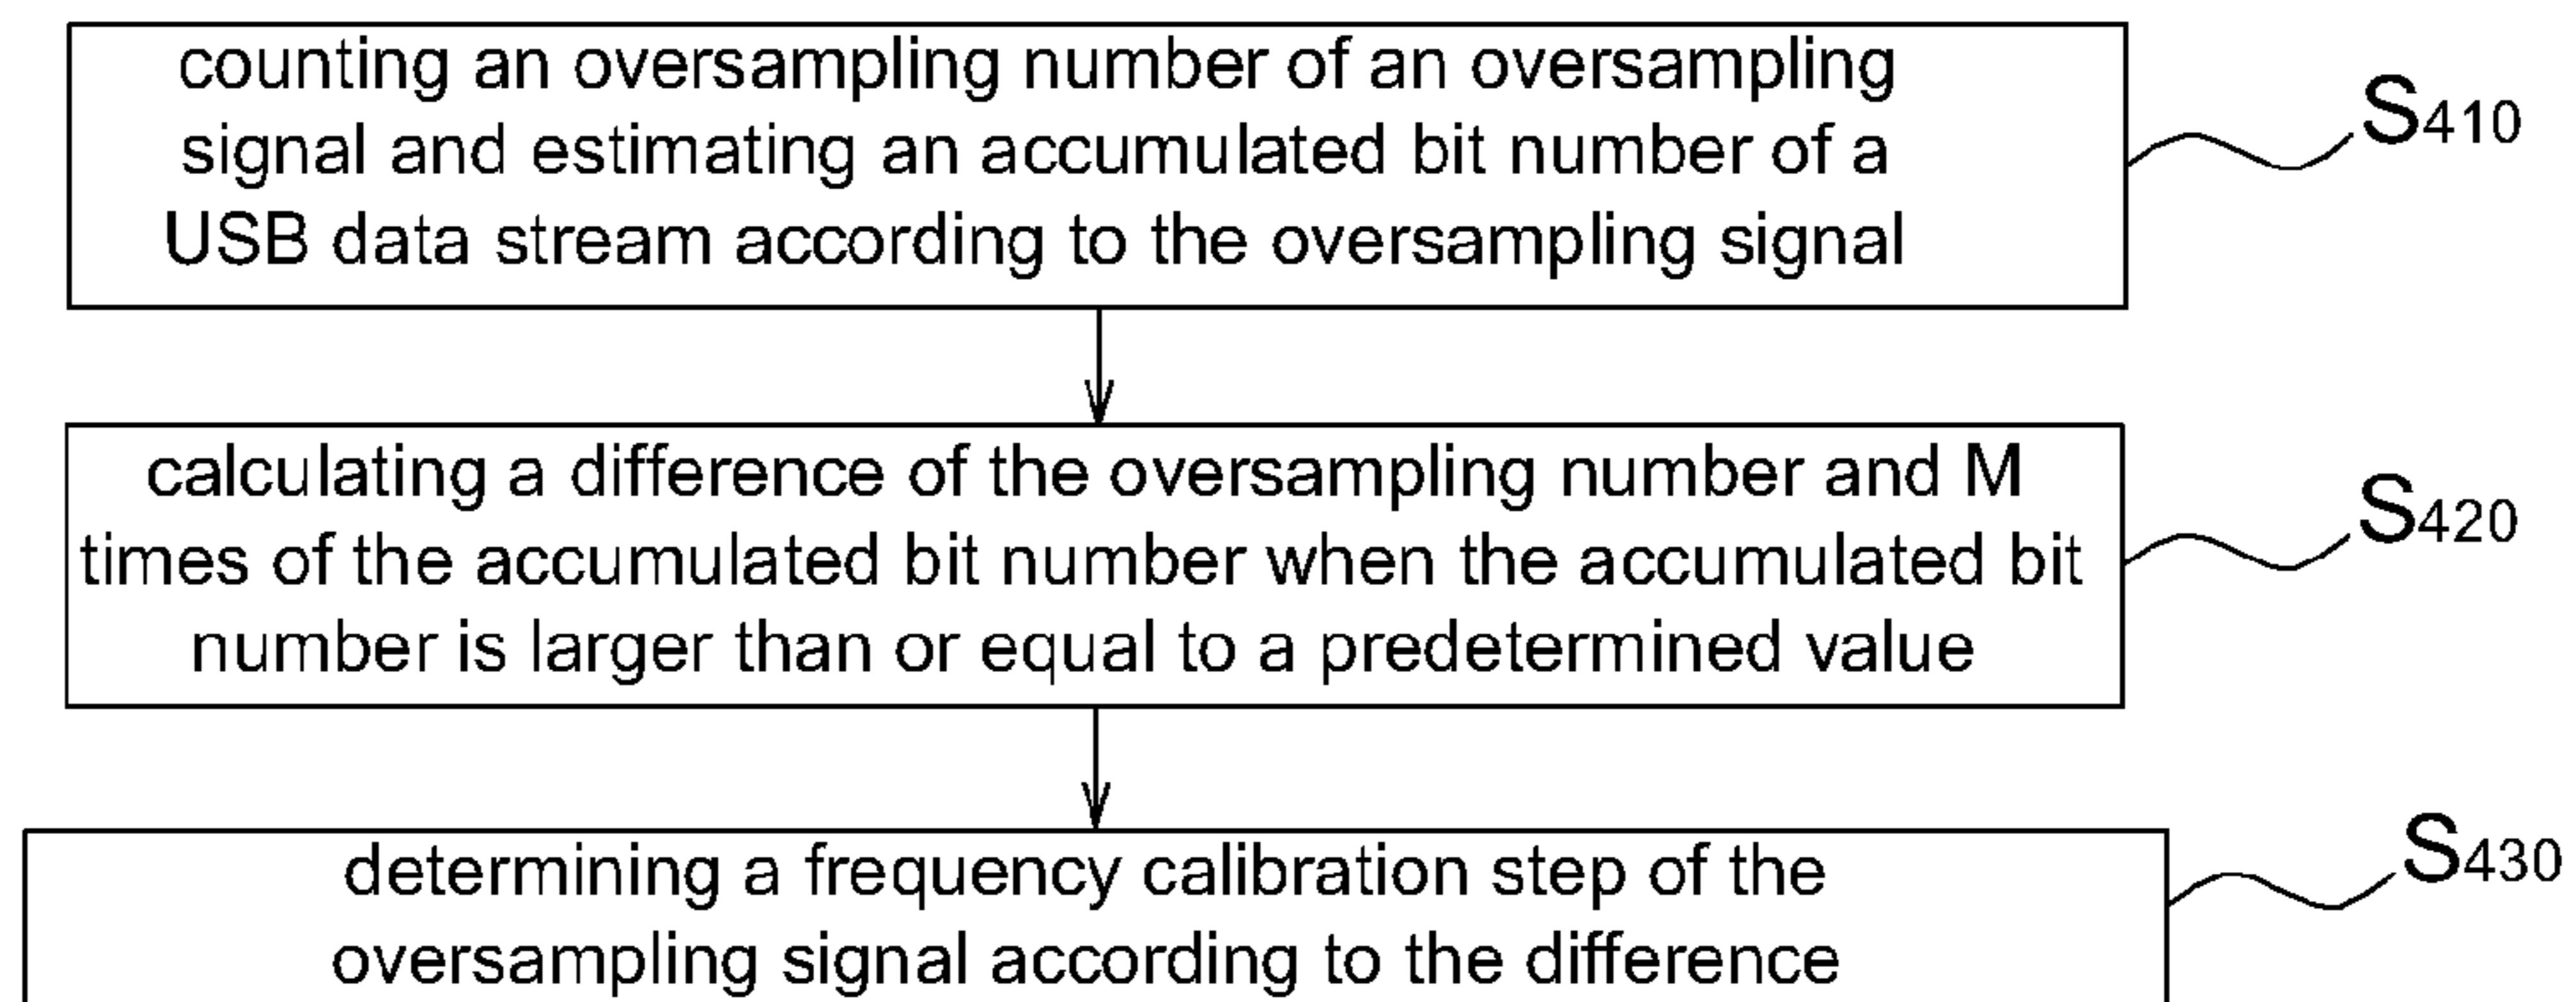 counting an oversampling number of an oversampling
signal and estimating an accumulated bit number of a
USB data stream according to the oversampling signal
S410
calculating a difference of the oversampling number and M
times of the accumulated bit number when the accumulated bit
number is larger than or equal to a predetermined value
S420
determining a frequency calibration step of the
oversampling signal according to the difference
S430